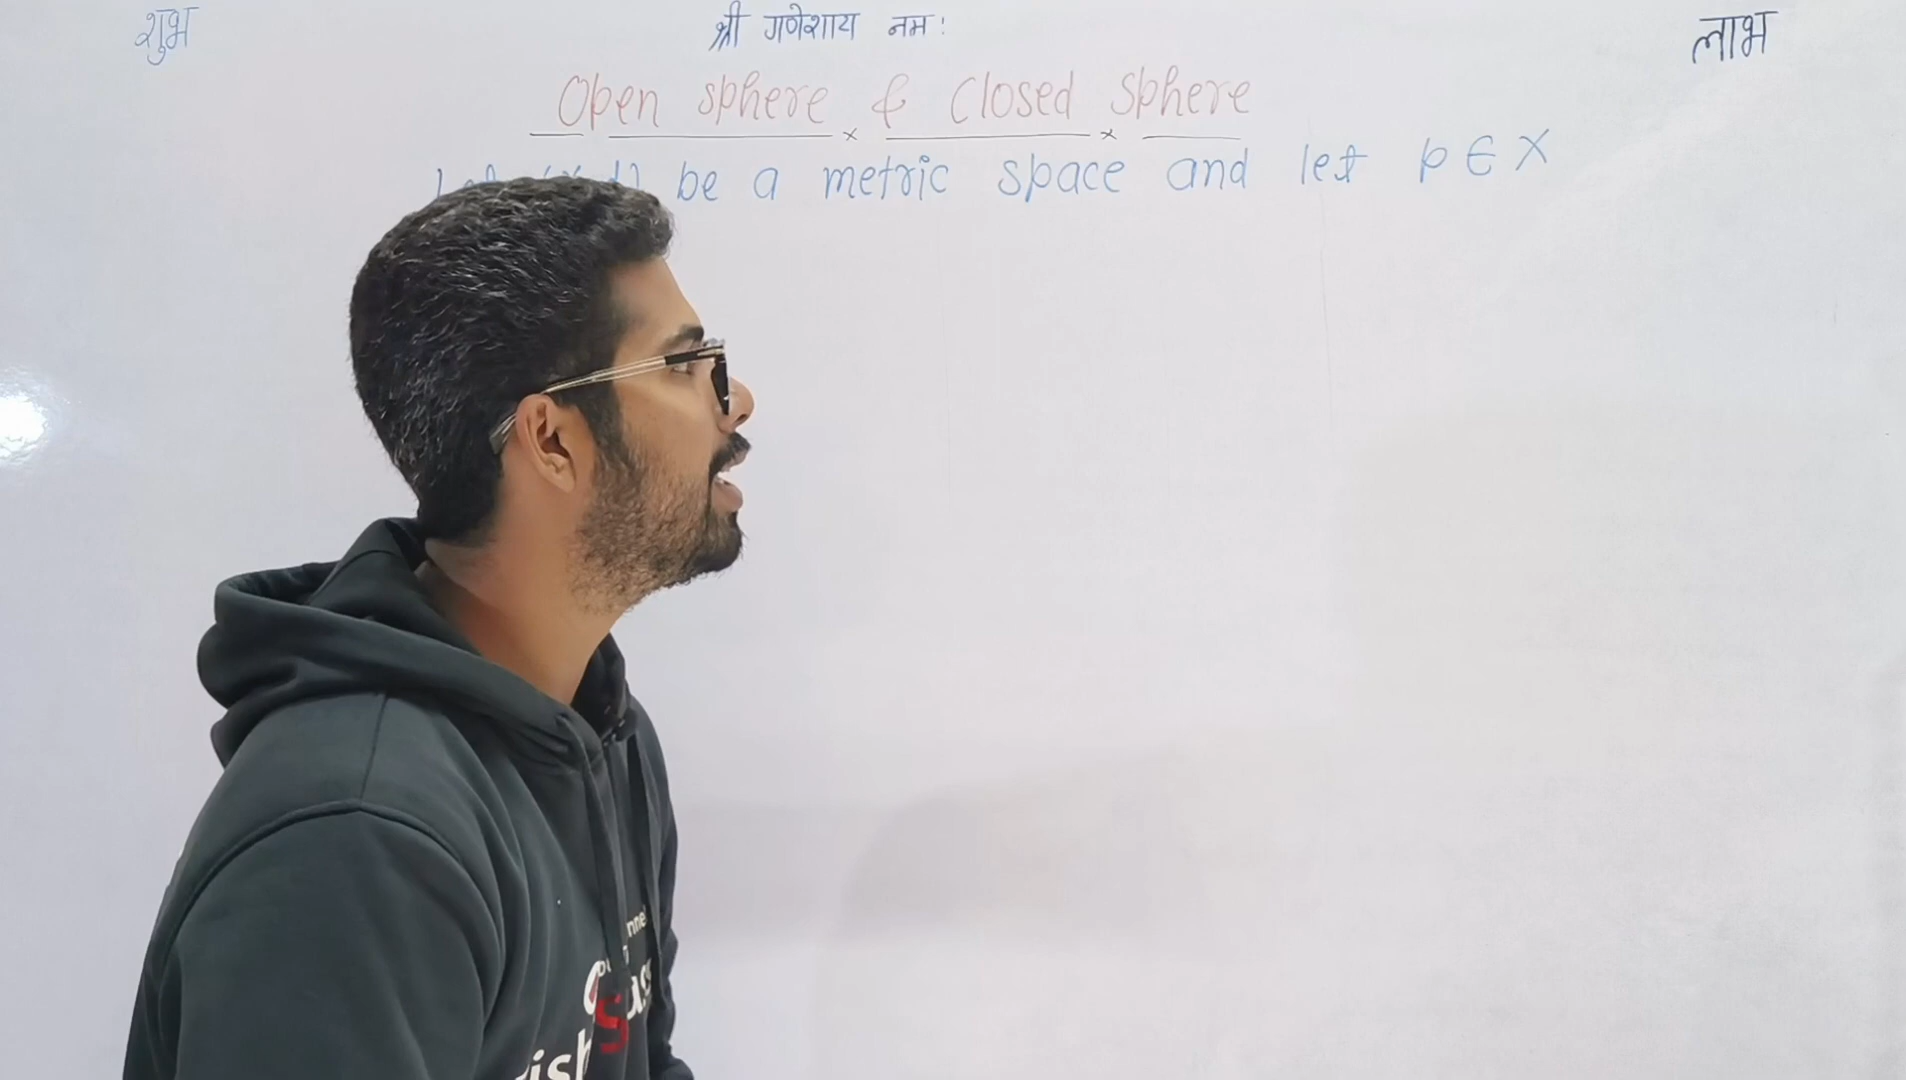 शुभ श्री गणेशाय नमः लाभ
Open sphere & Closed Sphere
be a metric space and let p ∈ X